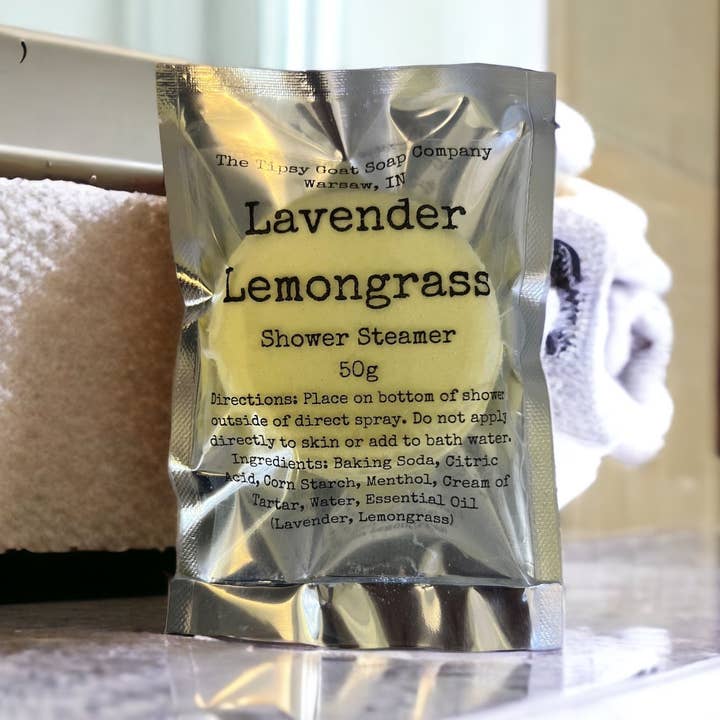 The Tipsy Goat Soap Company
Warsaw, IN
Lavender
Lemongrass
Shower Steamer
50g
Directions: Place on bottom of shower
outside of direct spray. Do not apply
directly to skin or add to bath water.
Ingredients: Baking Soda, Citric
Acid, Corn Starch, Menthol, Cream of
Tartar, Water, Essential Oil
(Lavender, Lemongrass)